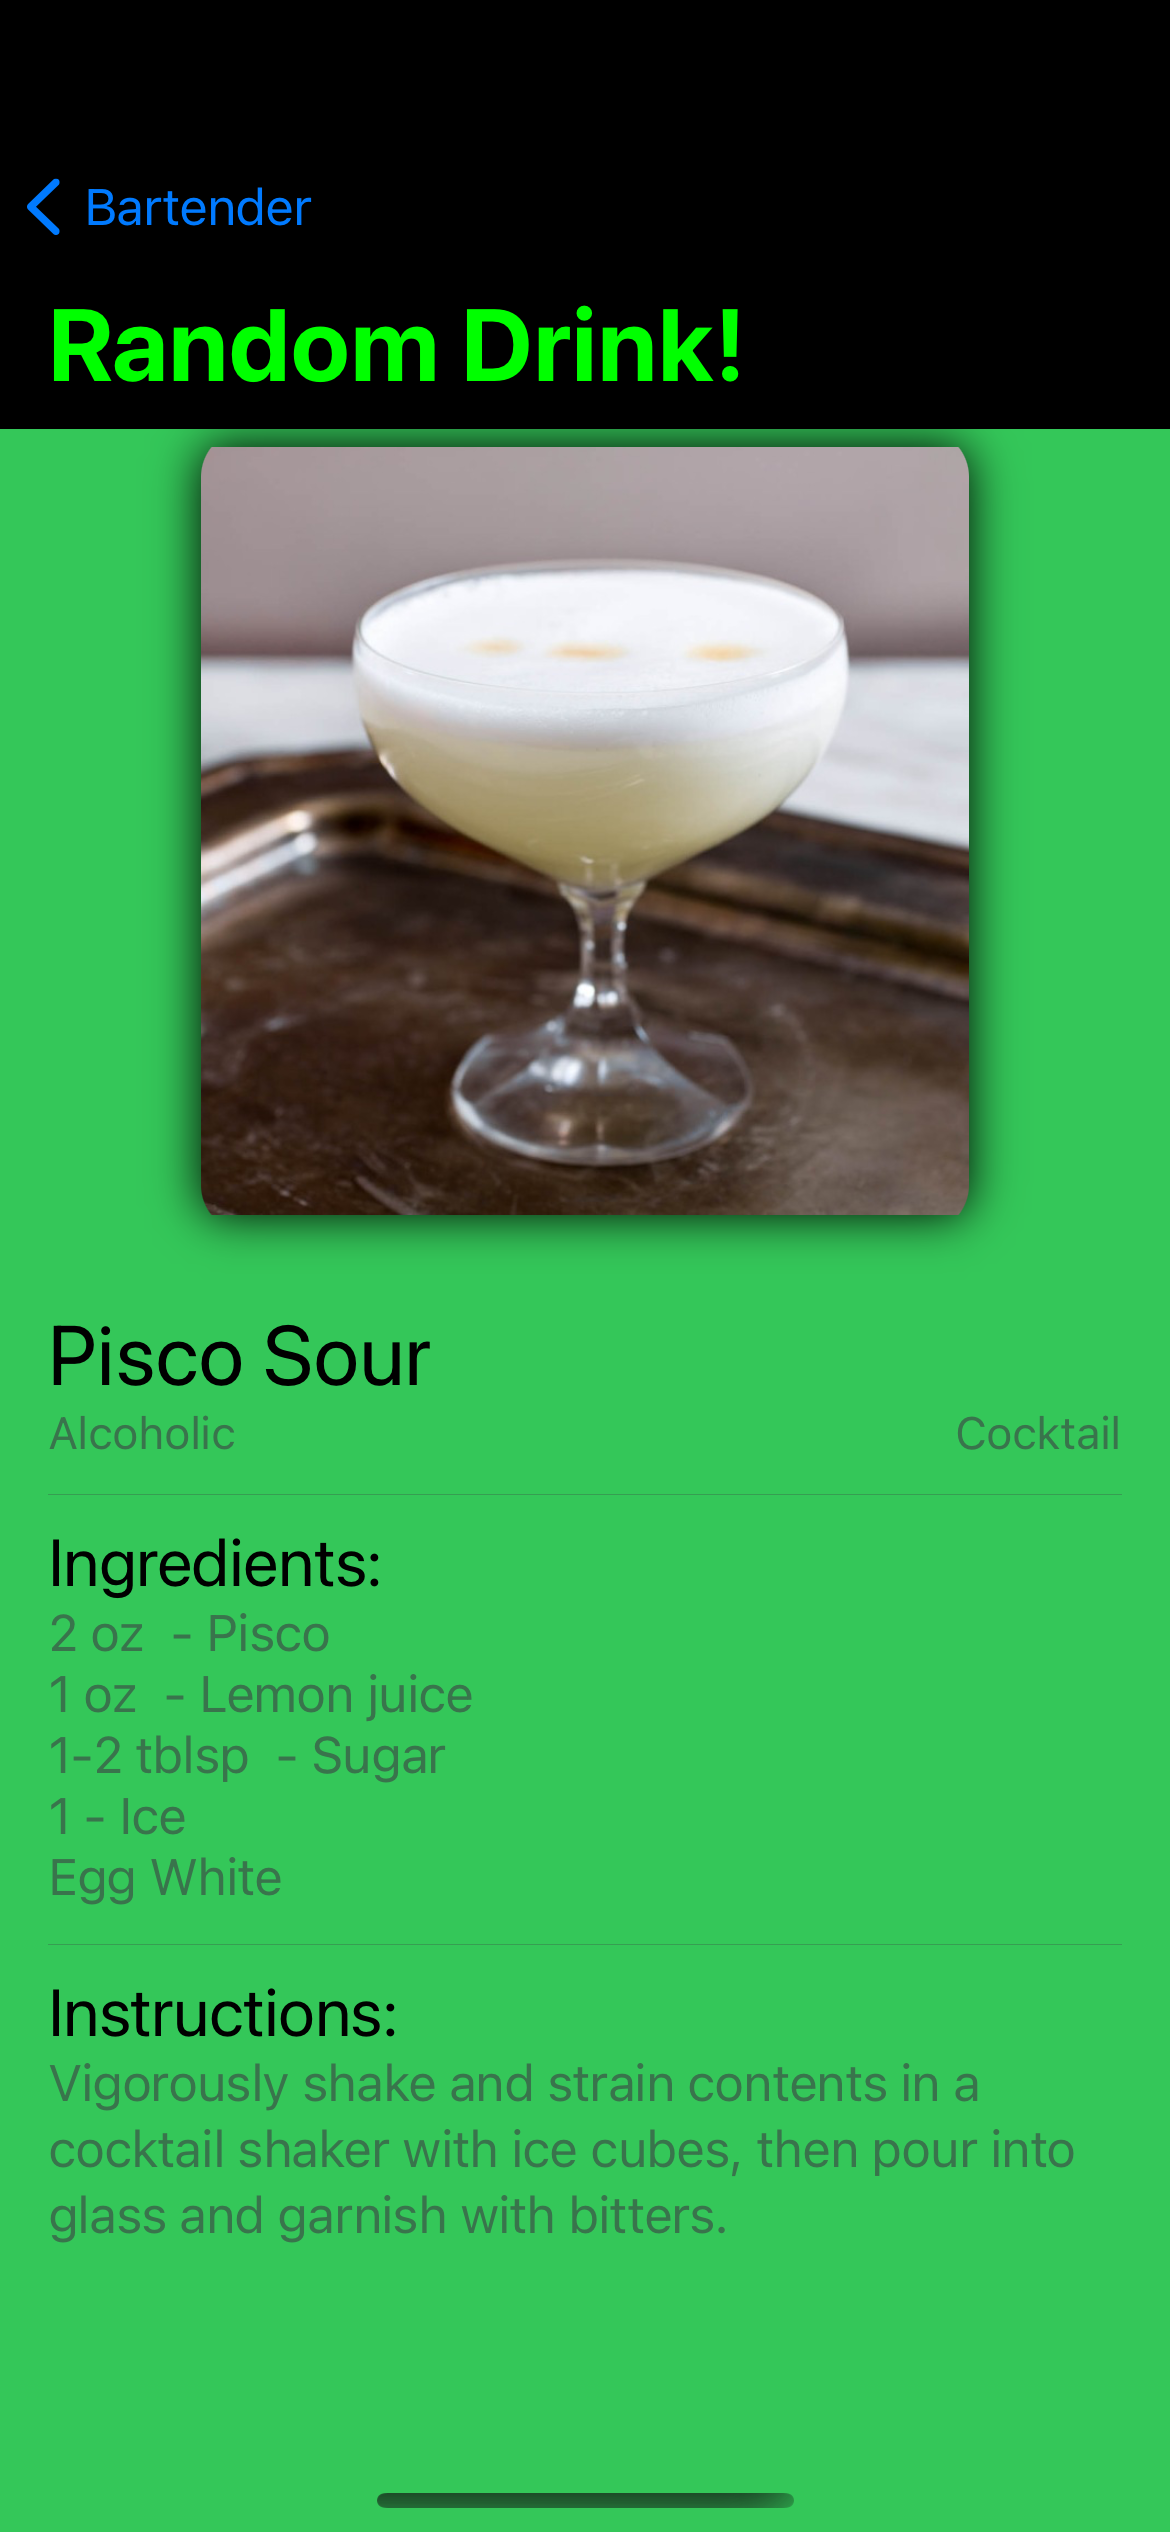 Bartender
Random Drink!
Pisco Sour
Alcoholic
Cocktail
Ingredients:
2 oz  - Pisco
1 oz  - Lemon juice
1-2 tblsp  - Sugar
1 - Ice
Egg White
Instructions:
Vigorously shake and strain contents in a
cocktail shaker with ice cubes, then pour into
glass and garnish with bitters.